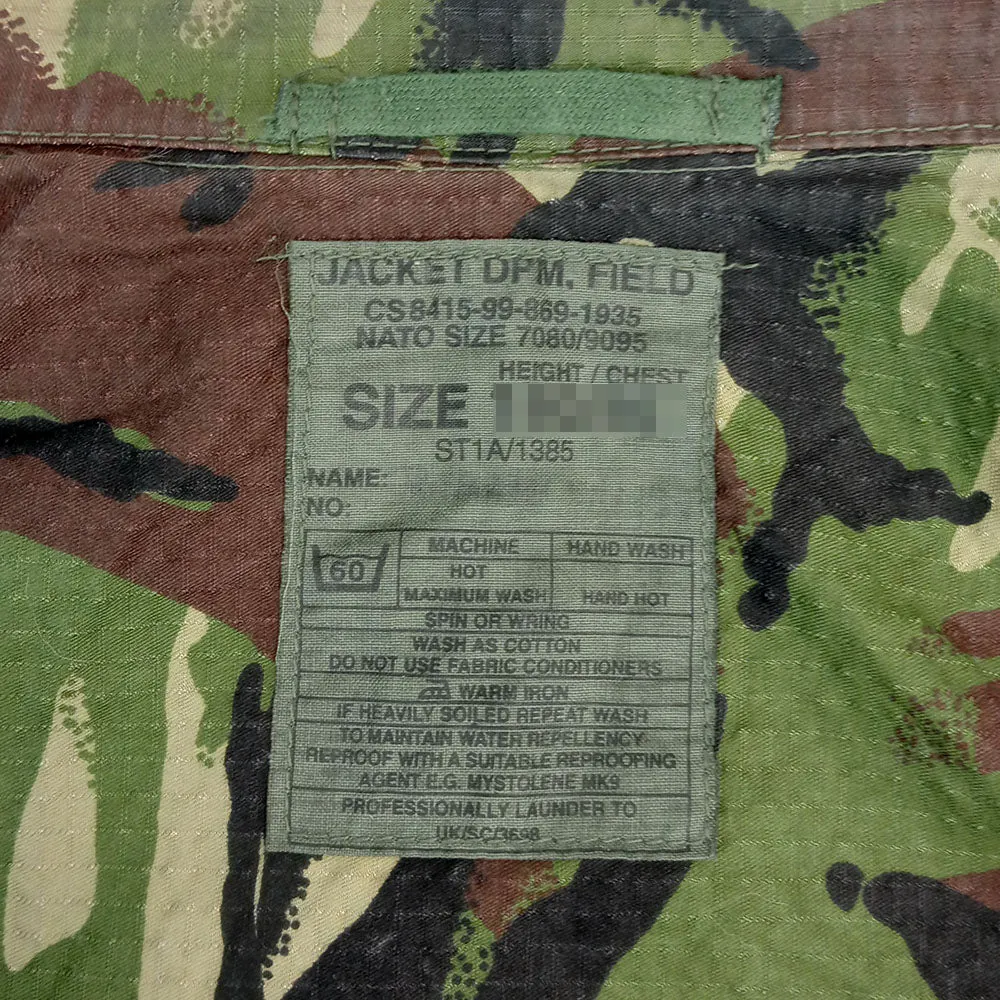 JACKET DPM, FIELD
CS8415-99-869-1935
NATO SIZE 7080/9095
HEIGHT / CHEST
SIZE
ST1A/1385
NAME:
NO:
60
MACHINE
HAND WASH
HOT
MAXIMUM WASH
HAND HOT
SPIN OR WRING
WASH AS COTTON
DO NOT USE FABRIC CONDITIONERS
WARM IRON
IF HEAVILY SOILED REPEAT WASH
TO MAINTAIN WATER REPELLENCY
REPROOF WITH A SUITABLE REPROOFING
AGENT E.G. MYSTOLENE MK9
PROFESSIONALLY LAUNDER TO
UK/SC/3648